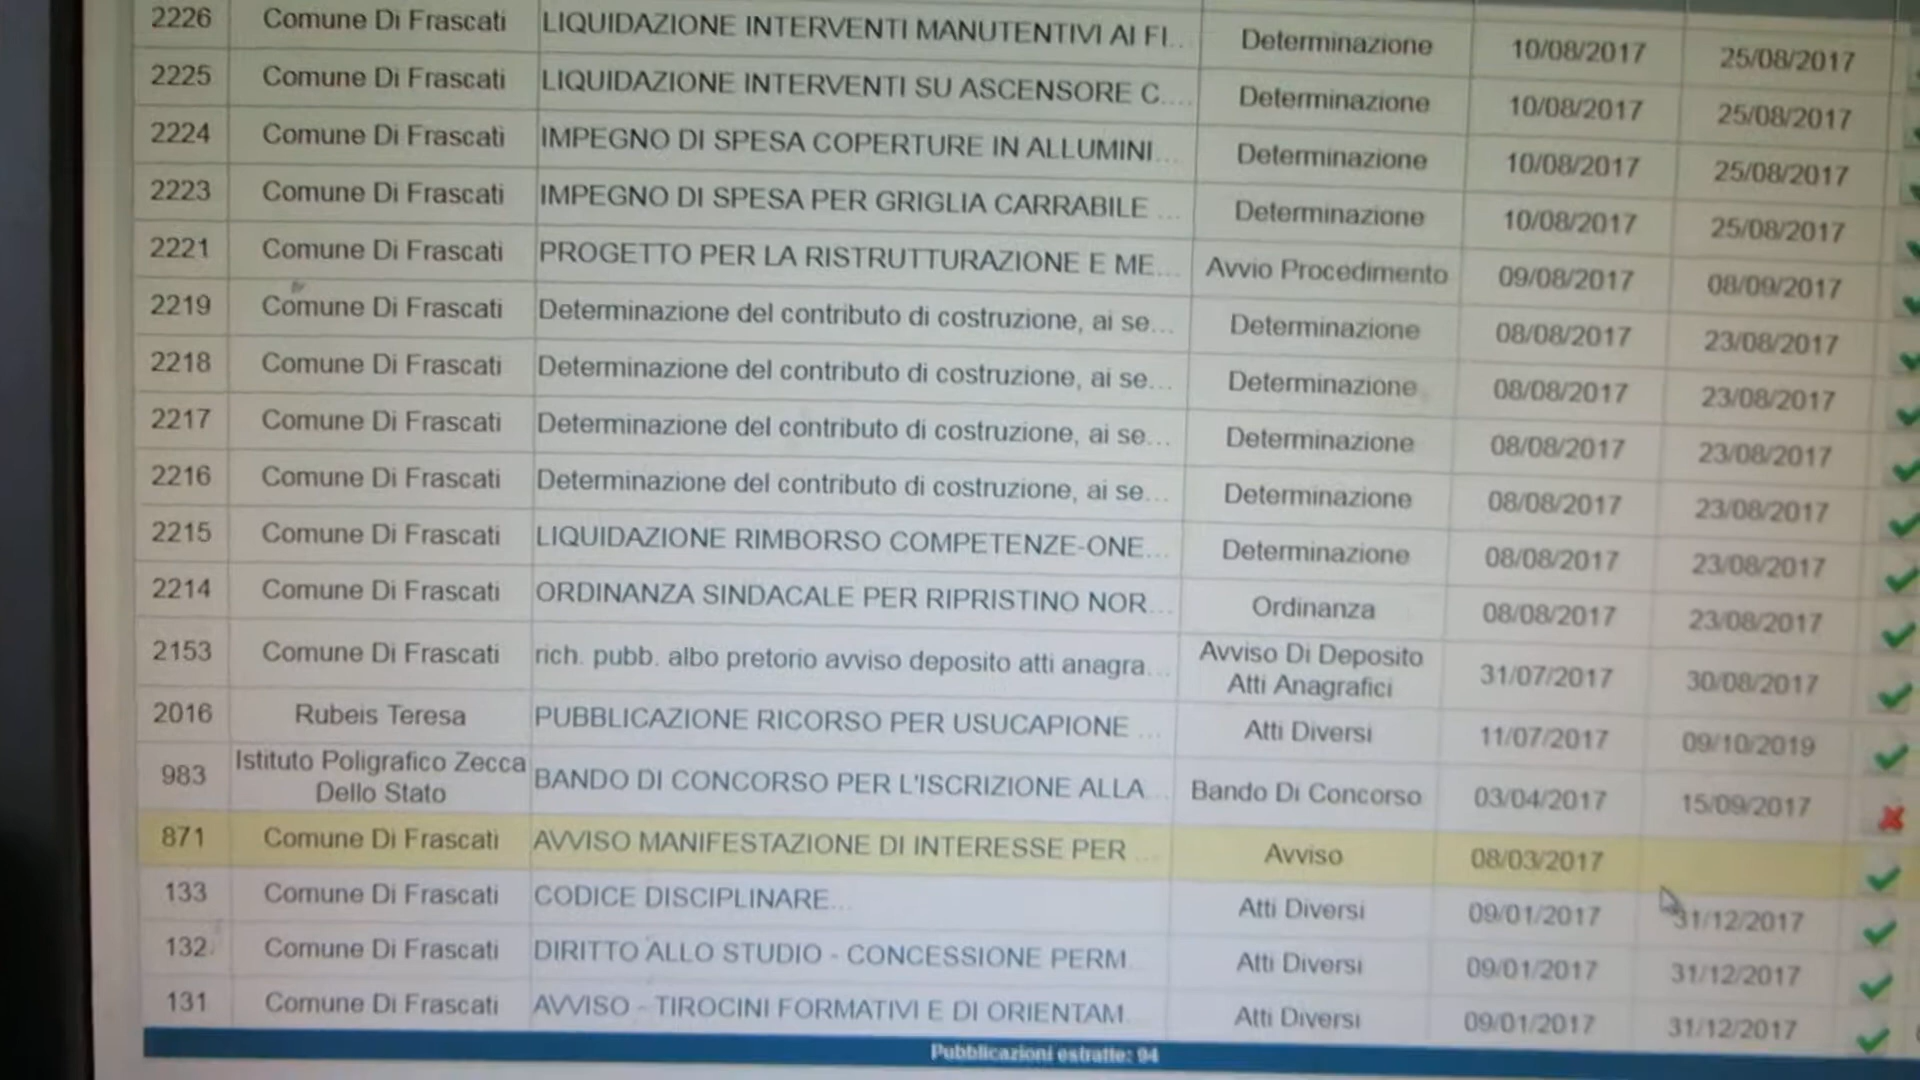 2226 Comune Di Frascati LIQUIDAZIONE INTERVENTI MANUTENTIVI AI FI... Determinazione 10/08/2017 25/08/2017
2225 Comune Di Frascati LIQUIDAZIONE INTERVENTI SU ASCENSORE C... Determinazione 10/08/2017 25/08/2017
2224 Comune Di Frascati IMPEGNO DI SPESA COPERTURE IN ALLUMINI... Determinazione 10/08/2017 25/08/2017
2223 Comune Di Frascati IMPEGNO DI SPESA PER GRIGLIA CARRABILE ... Determinazione 10/08/2017 25/08/2017
2221 Comune Di Frascati PROGETTO PER LA RISTRUTTURAZIONE E ME... Avvio Procedimento 09/08/2017 08/09/2017
2219 Comune Di Frascati Determinazione del contributo di costruzione, ai se... Determinazione 08/08/2017 23/08/2017
2218 Comune Di Frascati Determinazione del contributo di costruzione, ai se... Determinazione 08/08/2017 23/08/2017
2217 Comune Di Frascati Determinazione del contributo di costruzione, ai se... Determinazione 08/08/2017 23/08/2017
2216 Comune Di Frascati Determinazione del contributo di costruzione, ai se... Determinazione 08/08/2017 23/08/2017
2215 Comune Di Frascati LIQUIDAZIONE RIMBORSO COMPETENZE-ONE... Determinazione 08/08/2017 23/08/2017
2214 Comune Di Frascati ORDINANZA SINDACALE PER RIPRISTINO NOR... Ordinanza 08/08/2017 23/08/2017
2153 Comune Di Frascati rich. pubb. albo pretorio avviso deposito atti anagra... Avviso Di Deposito
Atti Anagrafici 31/07/2017 30/08/2017
2016 Rubeis Teresa PUBBLICAZIONE RICORSO PER USUCAPIONE ... Atti Diversi 11/07/2017 09/10/2019
983 Istituto Poligrafico Zecca
Dello Stato BANDO DI CONCORSO PER L'ISCRIZIONE ALLA... Bando Di Concorso 03/04/2017 15/09/2017
871 Comune Di Frascati AVVISO MANIFESTAZIONE DI INTERESSE PER ... Avviso 08/03/2017
133 Comune Di Frascati CODICE DISCIPLINARE... Atti Diversi 09/01/2017 31/12/2017
132 Comune Di Frascati DIRITTO ALLO STUDIO - CONCESSIONE PERM... Atti Diversi 09/01/2017 31/12/2017
131 Comune Di Frascati AVVISO - TIROCINI FORMATIVI E DI ORIENTAM... Atti Diversi 09/01/2017 31/12/2017
Pubblicazioni estratte: 94